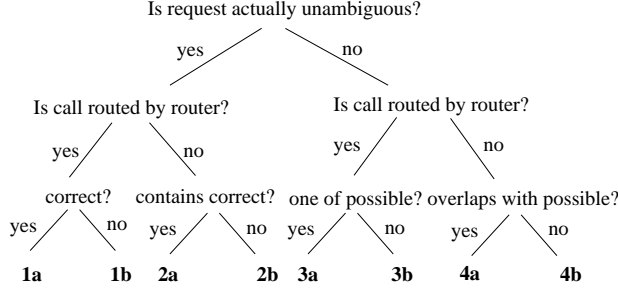 Is request actually unambiguous?
yes no
Is call routed by router? Is call routed by router?
yes no yes no
correct? contains correct? one of possible? overlaps with possible?
yes no yes no yes no yes no
1a 1b 2a 2b 3a 3b 4a 4b